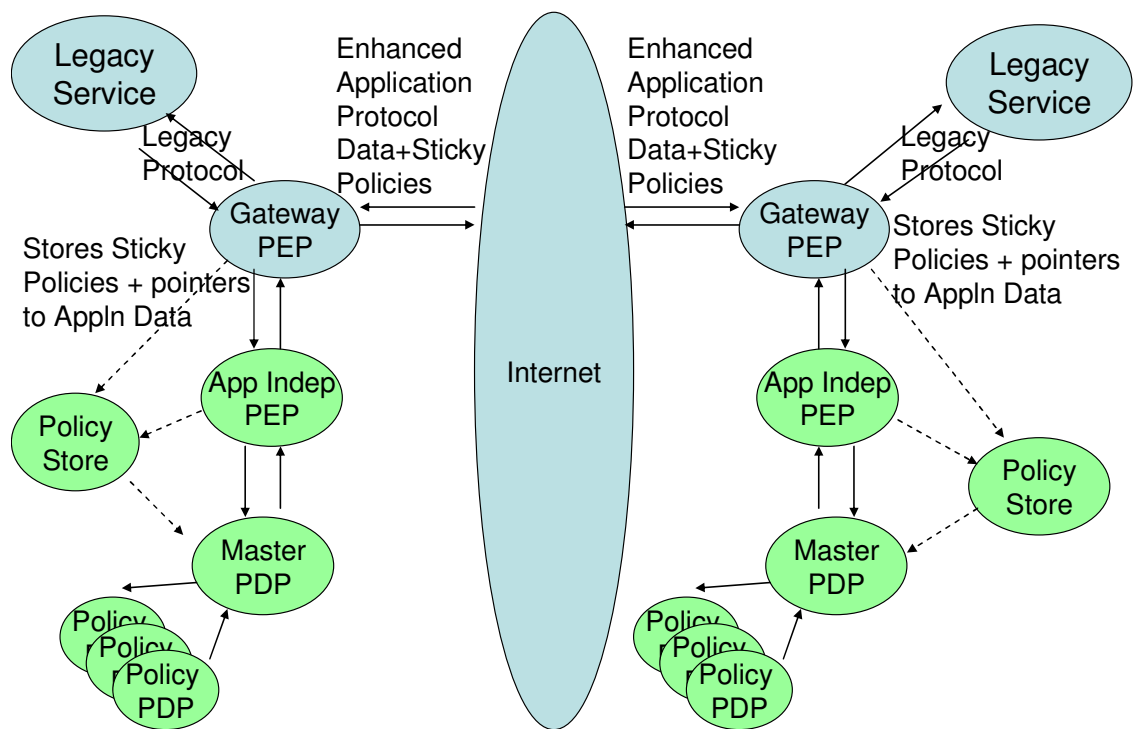 Legacy
Service
Legacy
Protocol
Enhanced
Application
Protocol
Data+Sticky
Policies
Gateway
PEP
Stores Sticky
Policies + pointers
to Appln Data
App Indep
PEP
Policy
Store
Master
PDP
Policy
Policy
Policy
PDP
Internet
Enhanced
Application
Protocol
Data+Sticky
Policies
Legacy
Service
Legacy
Protocol
Gateway
PEP
Stores Sticky
Policies + pointers
to Appln Data
App Indep
PEP
Policy
Store
Master
PDP
Policy
Policy
Policy
PDP